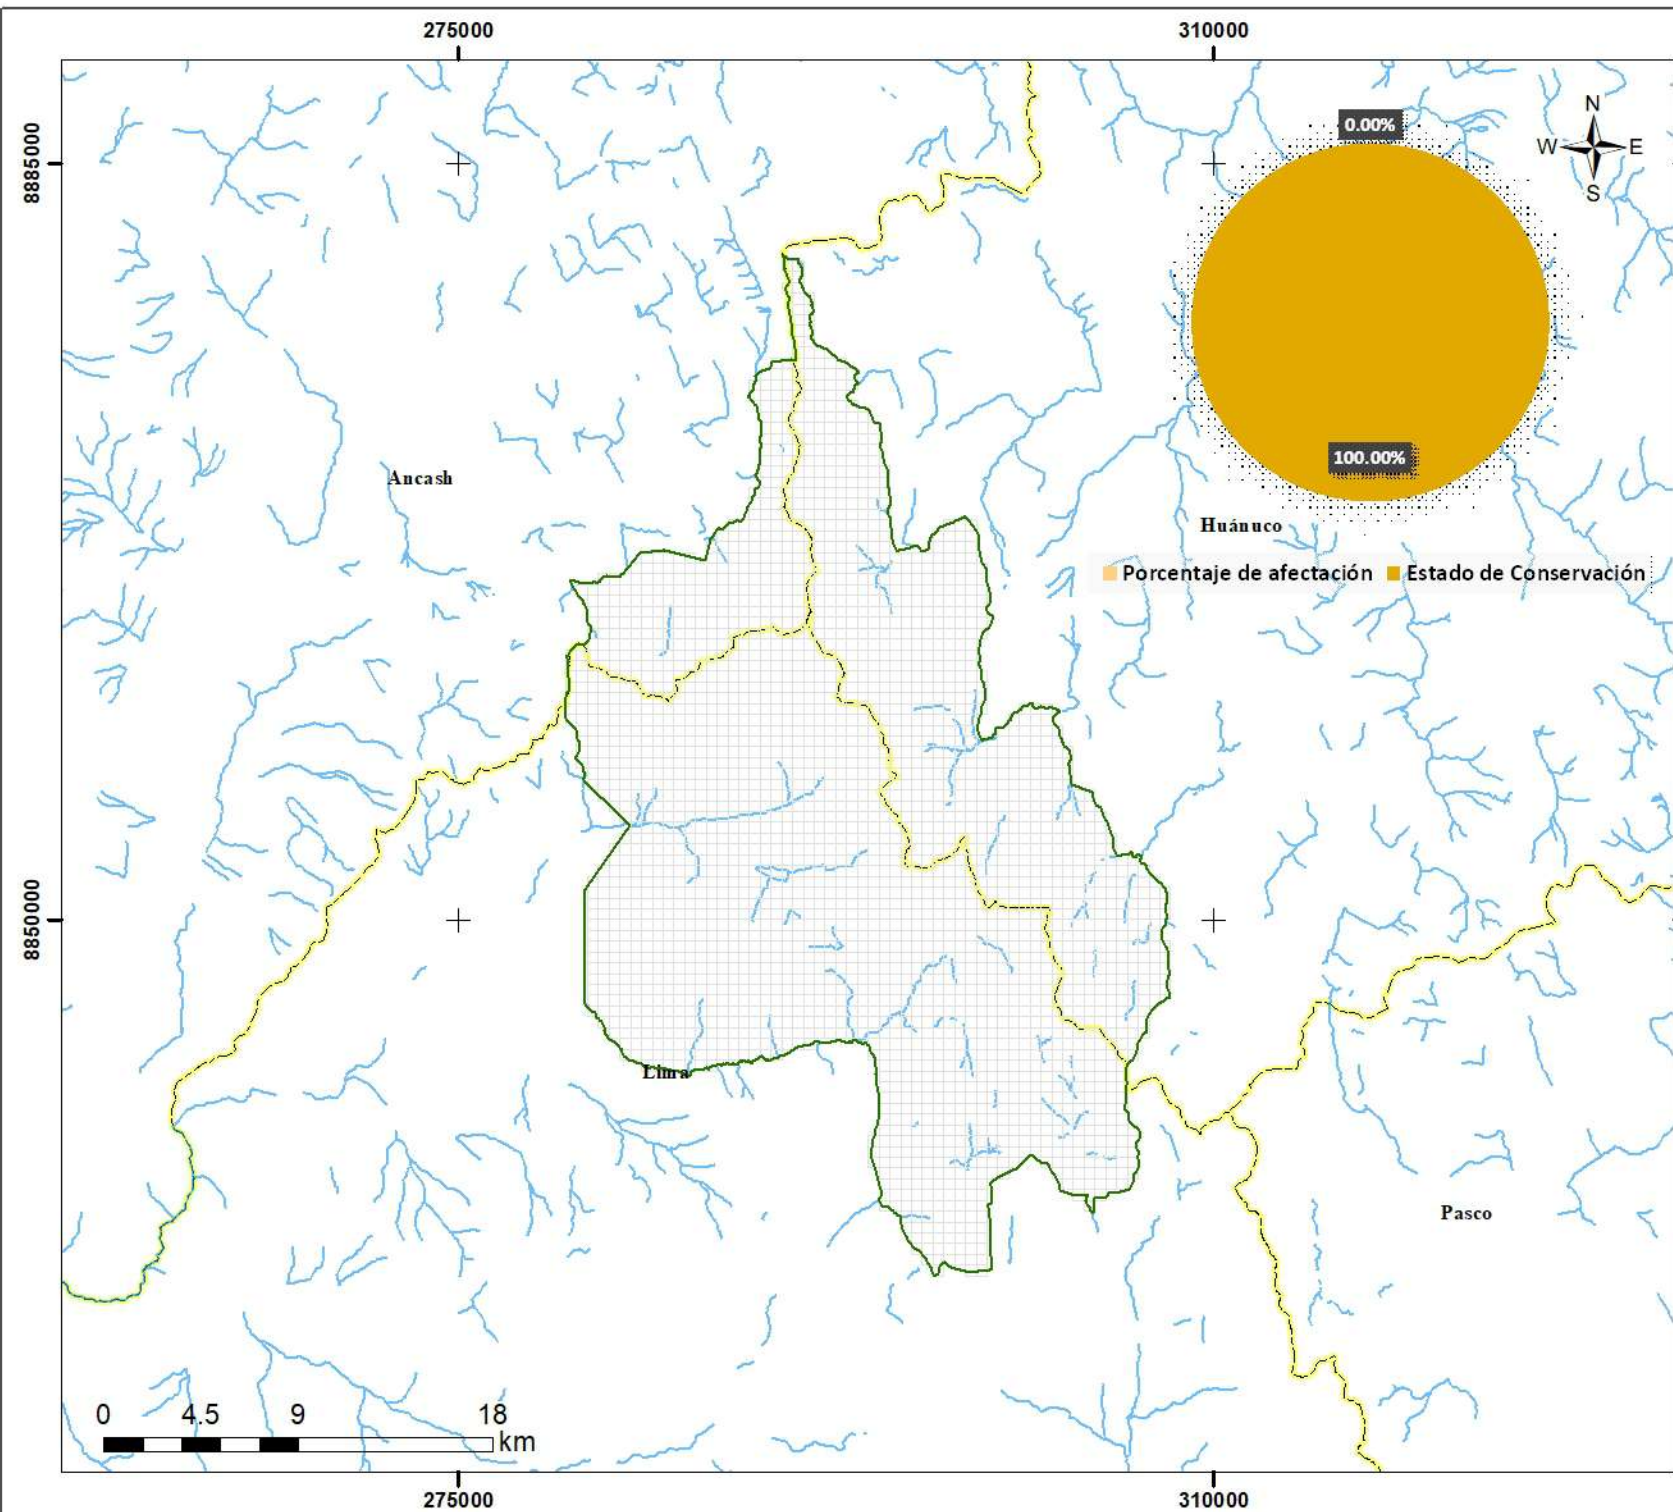 275000 310000
8885000
N
W E
S
0.00%
100.00%
Ancash
Huánuco
Porcentaje de afectación Estado de Conservación
8850000
Lima
Pasco
0 4.5 9 18
km
275000 310000